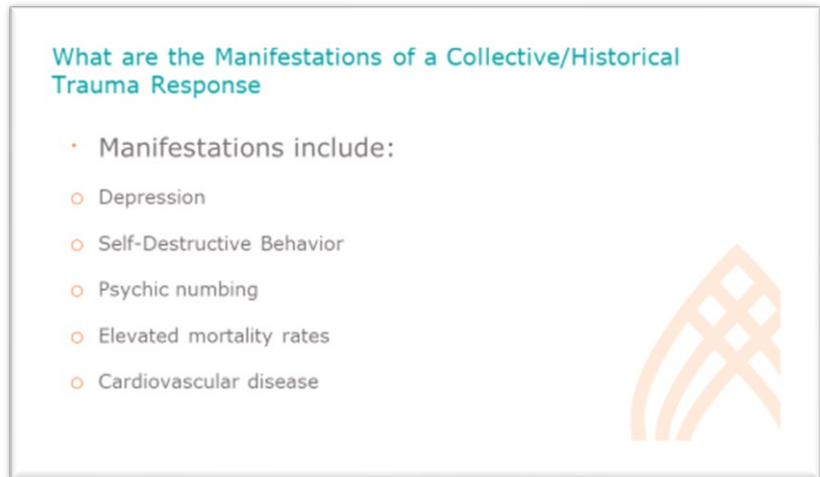 What are the Manifestations of a Collective/Historical
Trauma Response
Manifestations include:
Depression
Self-Destructive Behavior
Psychic numbing
Elevated mortality rates
Cardiovascular disease